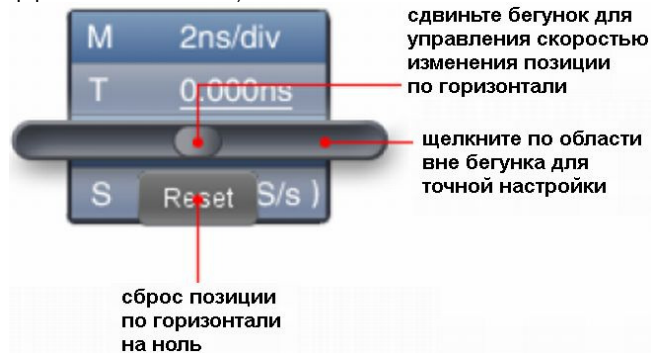 сдвиньте бегунок для
управления скоростью
изменения позиции
по горизонтали
M 2ns/div
T 0.000ns
щелкните по области
вне бегунка для
точной настройки
S Reset S/s )
сброс позиции
по горизонтали
на ноль